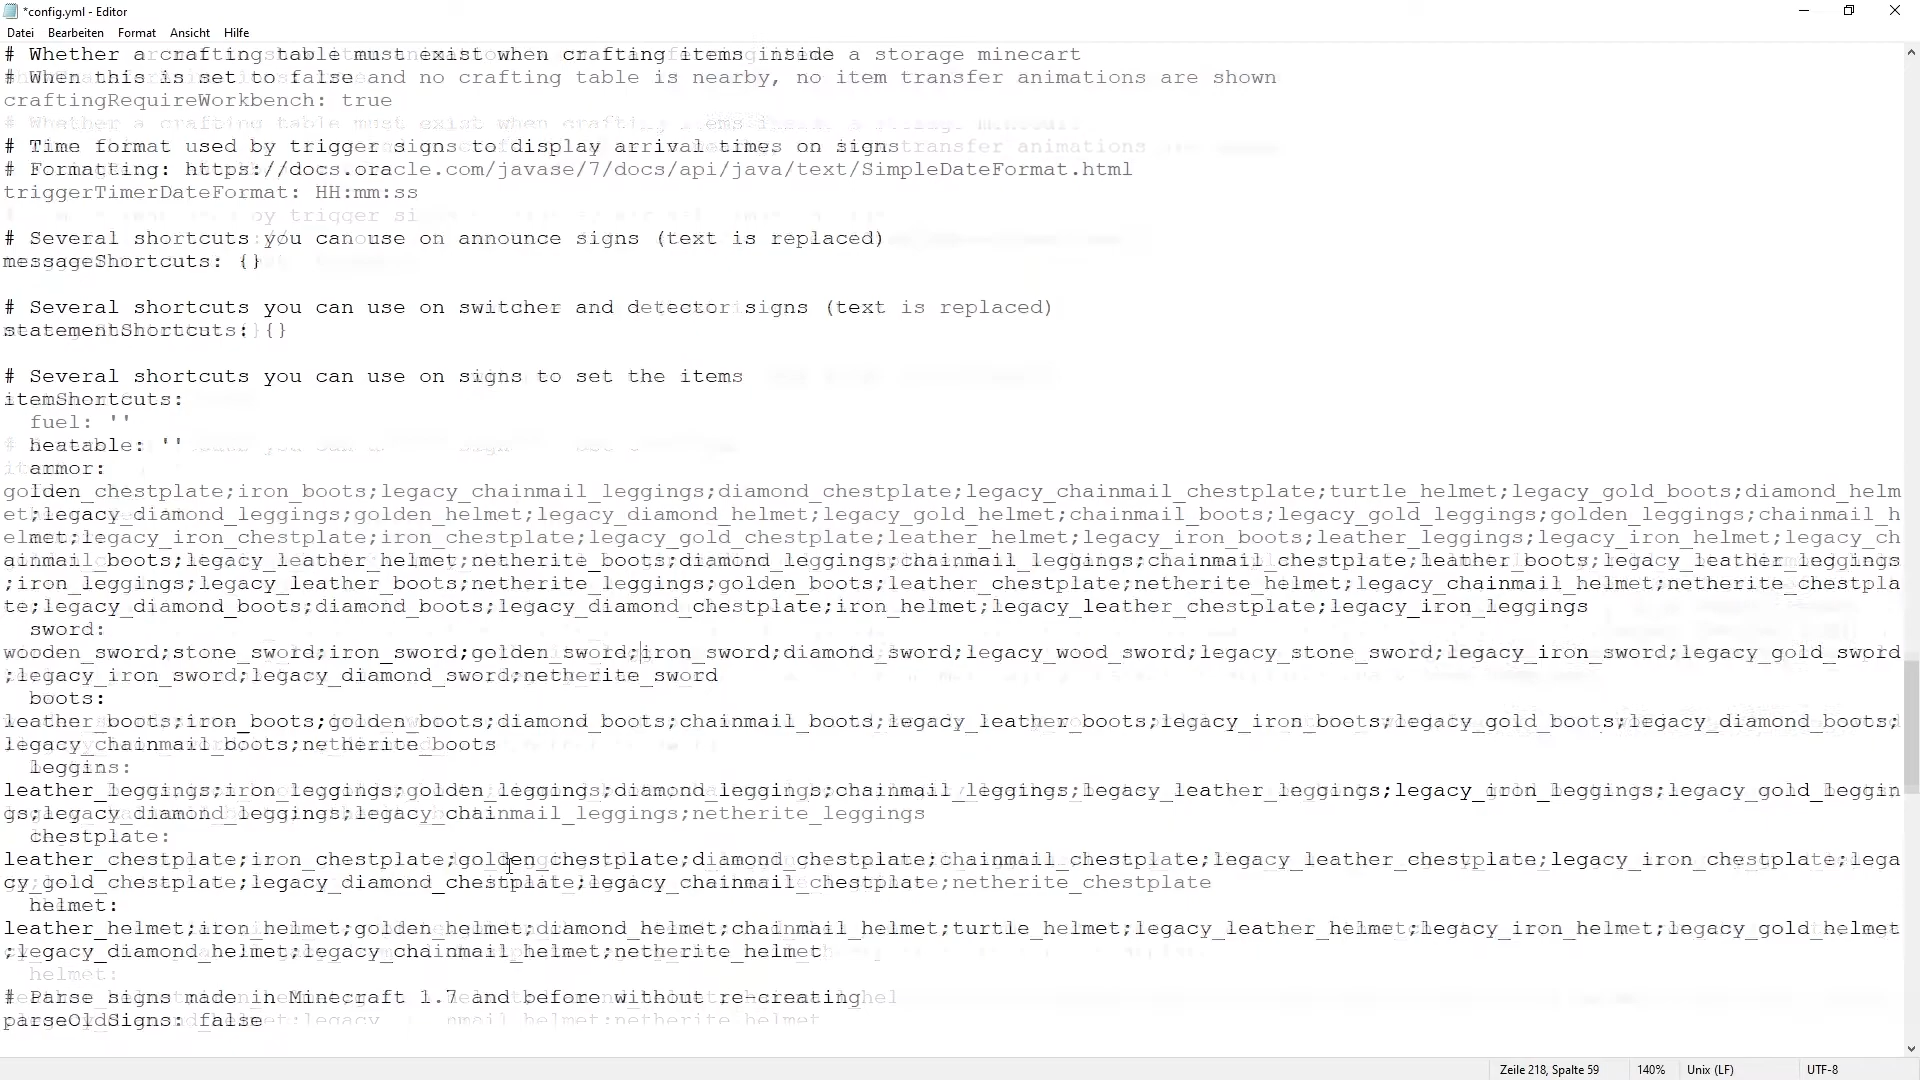 *config.yml - Editor
Datei Bearbeiten Format Ansicht Hilfe
# Whether a crafting table must exist when crafting items inside a storage minecart
# When this is set to false and no crafting table is nearby, no item transfer animations are shown
craftingRequireWorkbench: true
# Time format used by trigger signs to display arrival times on signs
# Formatting: https://docs.oracle.com/javase/7/docs/api/java/text/SimpleDateFormat.html
triggerTimerDateFormat: HH:mm:ss
# Several shortcuts you can use on announce signs (text is replaced)
messageShortcuts: {}
# Several shortcuts you can use on switcher and detector signs (text is replaced)
statementShortcuts: {}
# Several shortcuts you can use on signs to set the items
itemShortcuts:
fuel: ''
heatable: ''
armor:
golden_chestplate;iron_boots;legacy_chainmail_leggings;diamond_chestplate;legacy_chainmail_chestplate;turtle_helmet;legacy_gold_boots;diamond_helm
et;legacy_diamond_leggings;golden_helmet;legacy_diamond_helmet;legacy_gold_helmet;chainmail_boots;legacy_gold_leggings;golden_leggings;chainmail_h
elmet;legacy_iron_chestplate;iron_chestplate;legacy_gold_chestplate;leather_helmet;legacy_iron_boots;leather_leggings;legacy_iron_helmet;legacy_ch
ainmail_boots;legacy_leather_helmet;netherite_boots;diamond_leggings;chainmail_leggings;chainmail_chestplate;leather_boots;legacy_leather_leggings
;iron_leggings;legacy_leather_boots;netherite_leggings;golden_boots;leather_chestplate;netherite_helmet;legacy_chainmail_helmet;netherite_chestpla
te;legacy_diamond_boots;diamond_boots;legacy_diamond_chestplate;iron_helmet;legacy_leather_chestplate;legacy_iron_leggings
sword:
wooden_sword;stone_sword;iron_sword;golden_sword;iron_sword;diamond_sword;legacy_wood_sword;legacy_stone_sword;legacy_iron_sword;legacy_gold_sword
;legacy_iron_sword;legacy_diamond_sword;netherite_sword
boots:
leather_boots;iron_boots;golden_boots;diamond_boots;chainmail_boots;legacy_leather_boots;legacy_iron_boots;legacy_gold_boots;legacy_diamond_boots;
legacy_chainmail_boots;netherite_boots
leggins:
leather_leggings;iron_leggings;golden_leggings;diamond_leggings;chainmail_leggings;legacy_leather_leggings;legacy_iron_leggings;legacy_gold_leggin
gs;legacy_diamond_leggings;legacy_chainmail_leggings;netherite_leggings
chestplate:
leather_chestplate;iron_chestplate;golden_chestplate;diamond_chestplate;chainmail_chestplate;legacy_leather_chestplate;legacy_iron_chestplate;lega
cy_gold_chestplate;legacy_diamond_chestplate;legacy_chainmail_chestplate;netherite_chestplate
helmet:
leather_helmet;iron_helmet;golden_helmet;diamond_helmet;chainmail_helmet;turtle_helmet;legacy_leather_helmet;legacy_iron_helmet;legacy_gold_helmet
;legacy_diamond_helmet;legacy_chainmail_helmet;netherite_helmet
# Parse signs made in Minecraft 1.7 and before without re-creating
parseOldSigns: false
Zeile 218, Spalte 59 140% Unix (LF) UTF-8